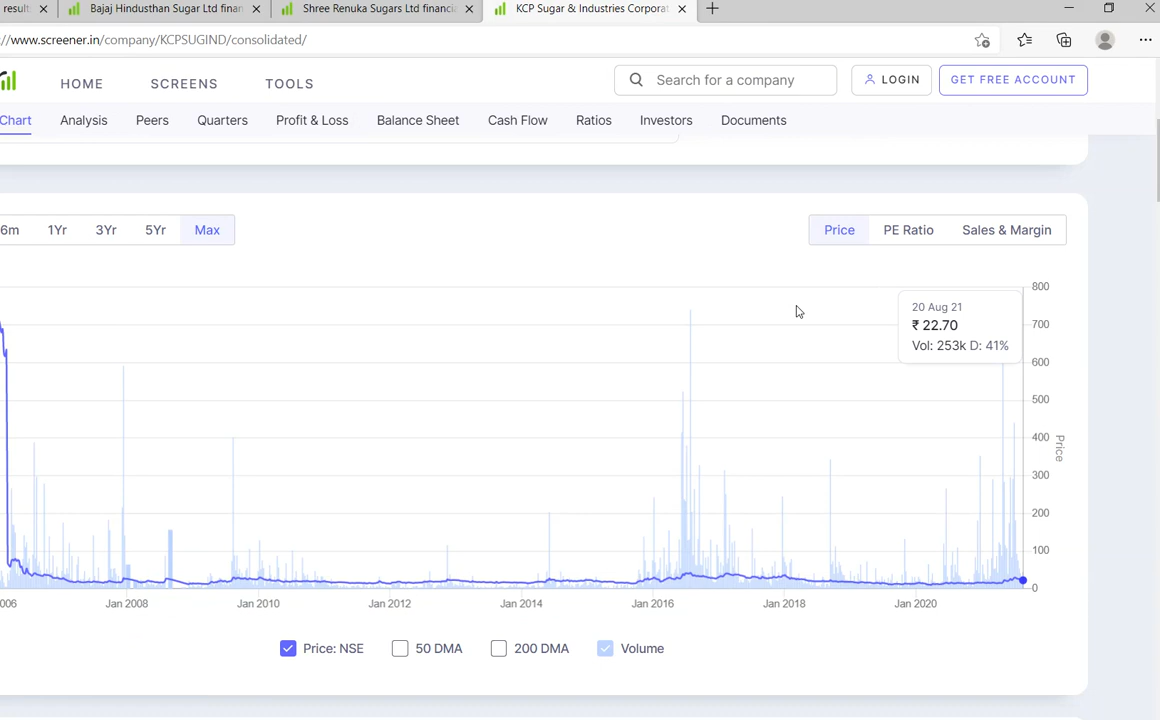 result
Bajaj Hindusthan Sugar Ltd finan
Shree Renuka Sugars Ltd financia
KCP Sugar & Industries Corporat
//www.screener.in/company/KCPSUGIND/consolidated/
HOME SCREENS TOOLS
Search for a company
LOGIN
GET FREE ACCOUNT
Chart Analysis Peers Quarters Profit & Loss Balance Sheet Cash Flow Ratios Investors Documents
6m 1Yr 3Yr 5Yr Max
Price PE Ratio Sales & Margin
20 Aug 21
₹ 22.70
Vol: 253k D: 41%
800
700
600
500
400
300
200
100
0
Price
006 Jan 2008 Jan 2010 Jan 2012 Jan 2014 Jan 2016 Jan 2018 Jan 2020
Price: NSE 50 DMA 200 DMA Volume